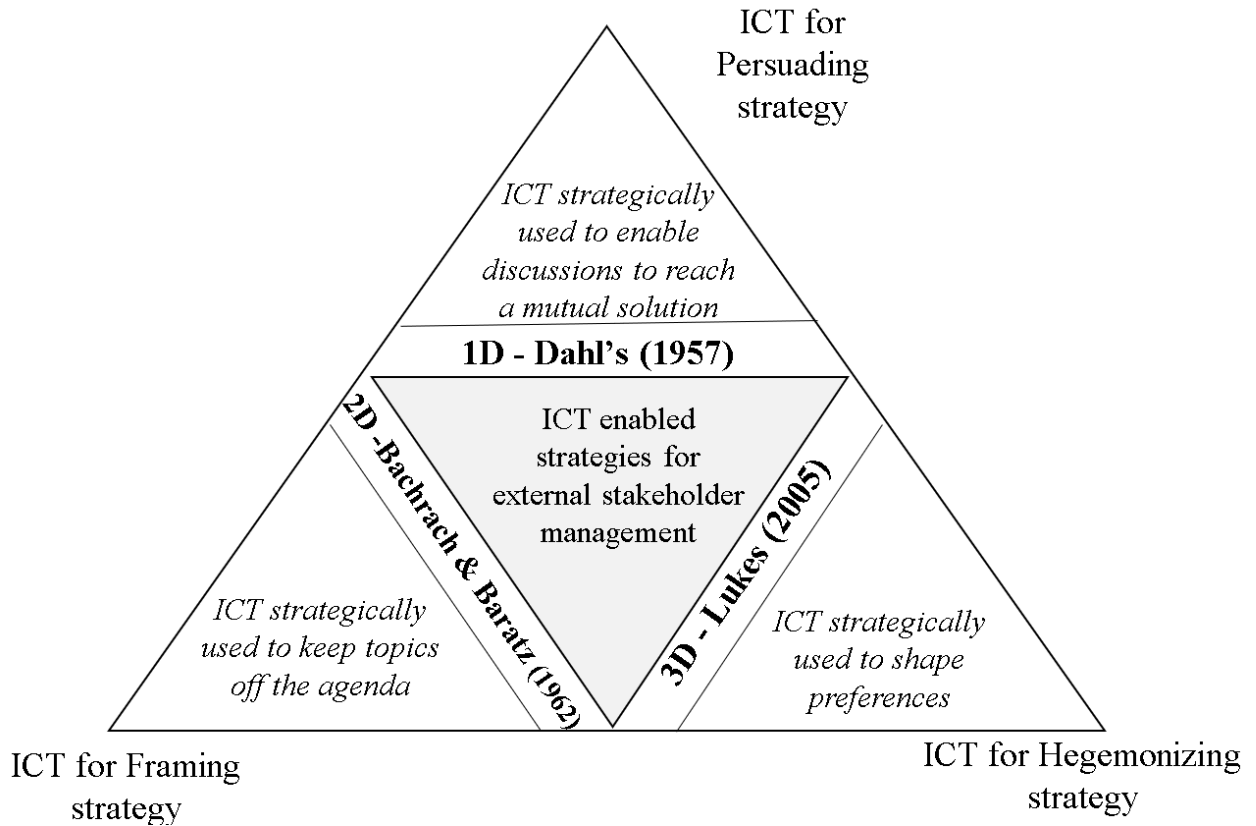 ICT for
Persuading
strategy
ICT strategically
used to enable
discussions to reach
a mutual solution
1D - Dahl's (1957)
ICT enabled
strategies for
external stakeholder
management
2D -Bachrach & Baratz (1962)
3D - Lukes (2005)
ICT strategically
used to keep topics
off the agenda
ICT strategically
used to shape
preferences
ICT for Framing
strategy
ICT for Hegemonizing
strategy